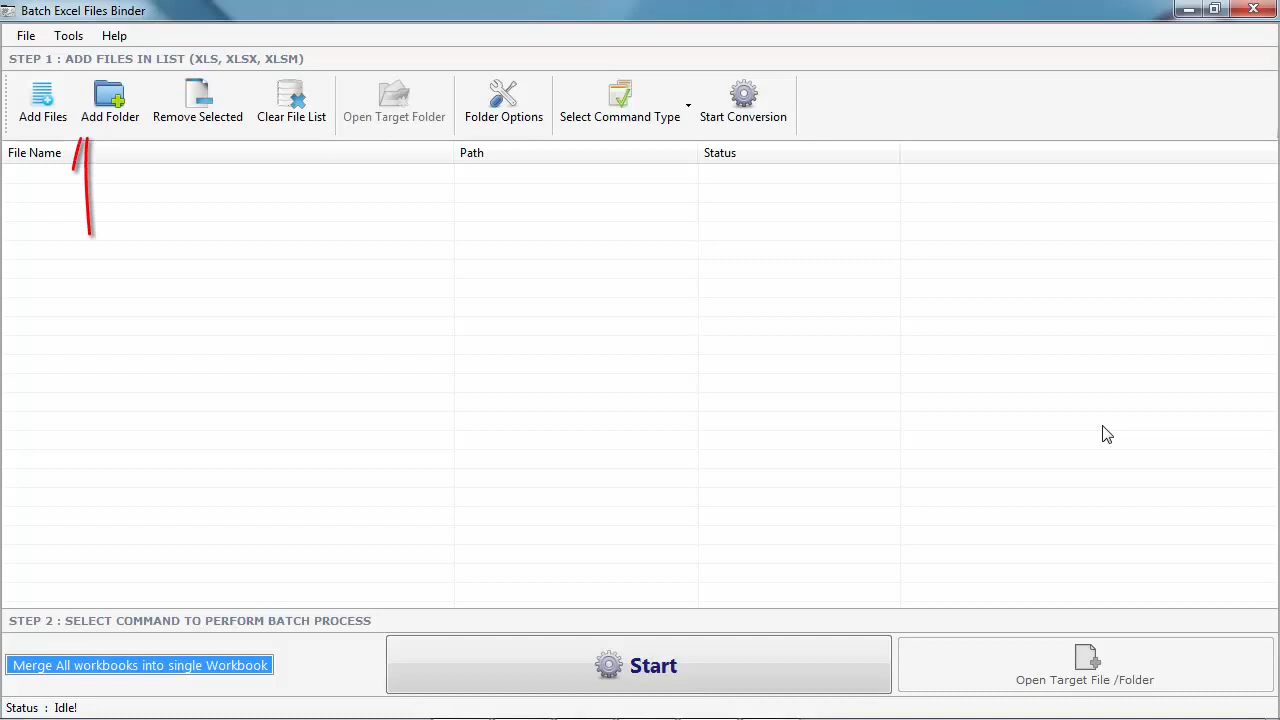 Batch Excel Files Binder
File Tools Help
STEP 1 : ADD FILES IN LIST (XLS, XLSX, XLSM)
Add Files Add Folder Remove Selected Clear File List Open Target Folder Folder Options Select Command Type Start Conversion
File Name Path Status
STEP 2 : SELECT COMMAND TO PERFORM BATCH PROCESS
Merge All workbooks into single Workbook
Start
Open Target File /Folder
Status : Idle!